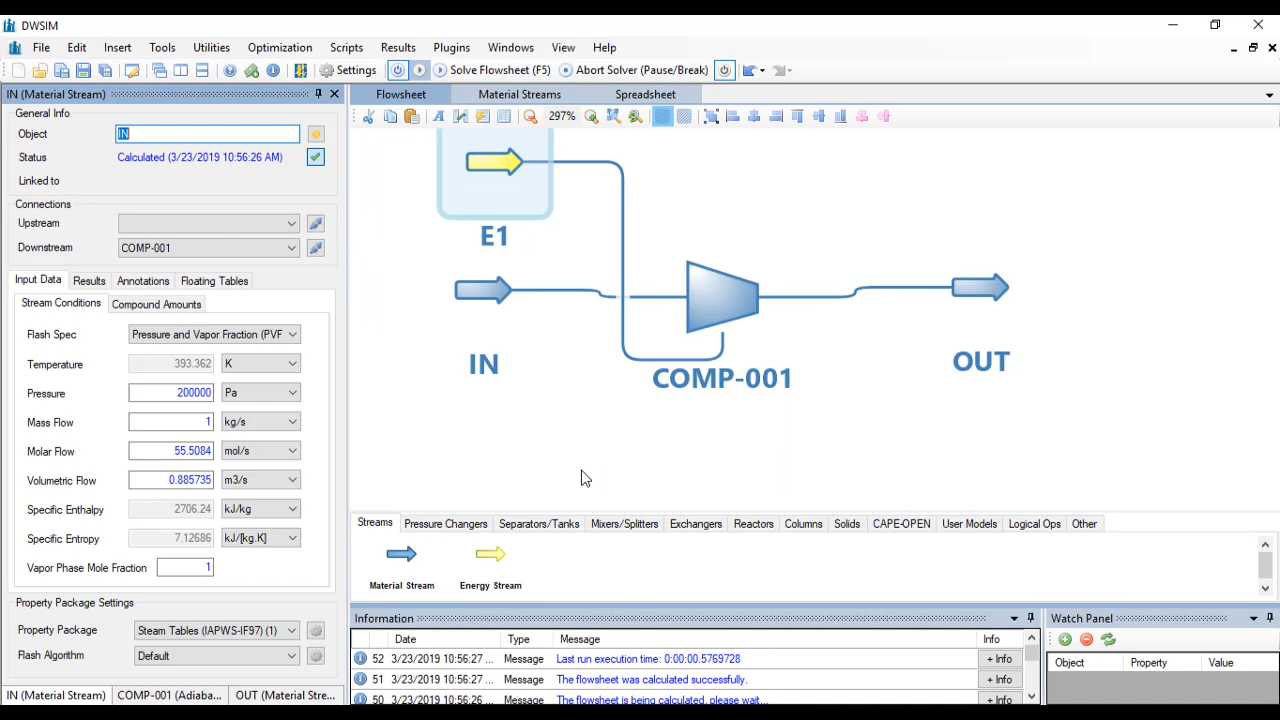 DWSIM
File Edit Insert Tools Utilities Optimization Scripts Results Plugins Windows View Help
Settings Solve Flowsheet (F5) Abort Solver (Pause/Break)
IN (Material Stream)
General Info
Object IN
Status Calculated (3/23/2019 10:56:26 AM)
Linked to
Connections
Upstream
Downstream COMP-001
Input Data Results Annotations Floating Tables
Stream Conditions Compound Amounts
Flash Spec Pressure and Vapor Fraction (PVF
Temperature 393.362 K
Pressure 200000 Pa
Mass Flow 1 kg/s
Molar Flow 55.5084 mol/s
Volumetric Flow 0.885735 m3/s
Specific Enthalpy 2706.24 kJ/kg
Specific Entropy 7.12686 kJ/[kg.K]
Vapor Phase Mole Fraction 1
Property Package Settings
Property Package Steam Tables (IAPWS-IF97) (1)
Flash Algorithm Default
IN (Material Stream) COMP-001 (Adiaba... OUT (Material Stre...
Flowsheet Material Streams Spreadsheet
297%
E1
IN
COMP-001
OUT
Streams Pressure Changers Separators/Tanks Mixers/Splitters Exchangers Reactors Columns Solids CAPE-OPEN User Models Logical Ops Other
Material Stream Energy Stream
Information
Date Type Message Info
52 3/23/2019 10:56:27 ... Message Last run execution time: 0:00:00.5769728 + Info
51 3/23/2019 10:56:27 ... Message The flowsheet was calculated successfully. + Info
50 3/23/2019 10:56:26 ... Message The flowsheet is being calculated, please wait... + Info
Watch Panel
Object Property Value